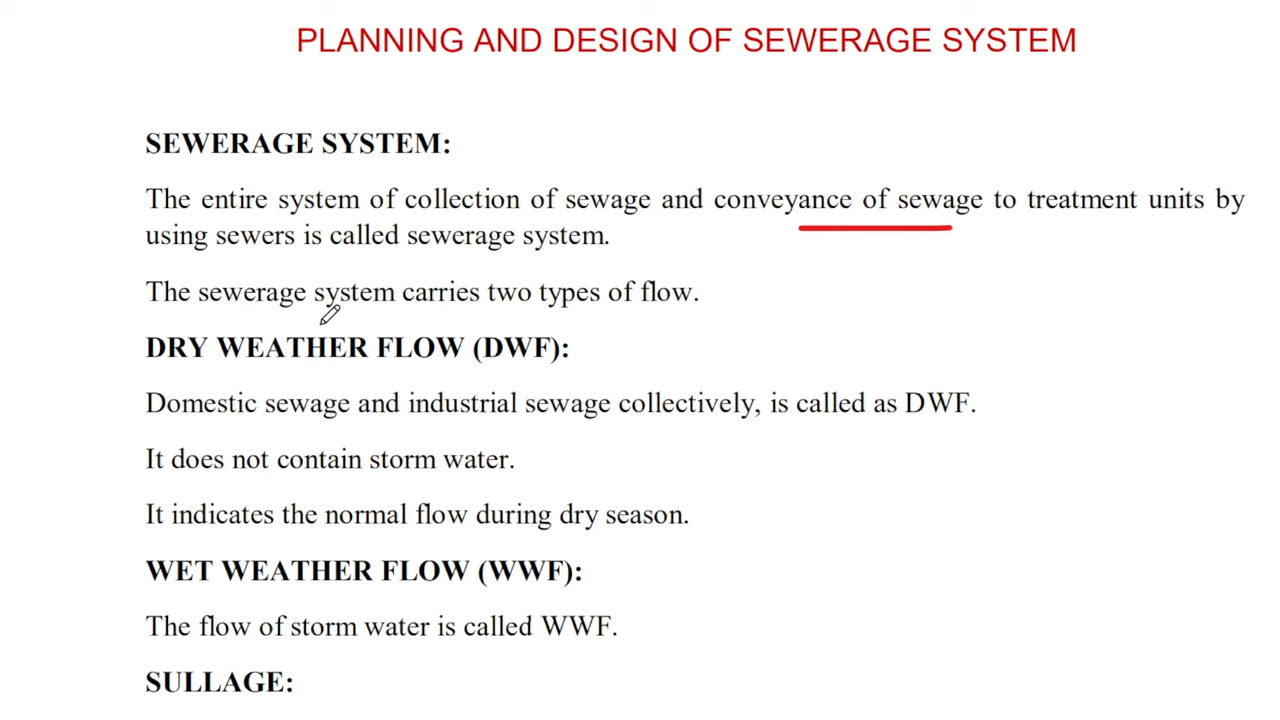 PLANNING AND DESIGN OF SEWERAGE SYSTEM
SEWERAGE SYSTEM:
The entire system of collection of sewage and conveyance of sewage to treatment units by
using sewers is called sewerage system.
The sewerage system carries two types of flow.
DRY WEATHER FLOW (DWF):
Domestic sewage and industrial sewage collectively, is called as DWF.
It does not contain storm water.
It indicates the normal flow during dry season.
WET WEATHER FLOW (WWF):
The flow of storm water is called WWF.
SULLAGE: